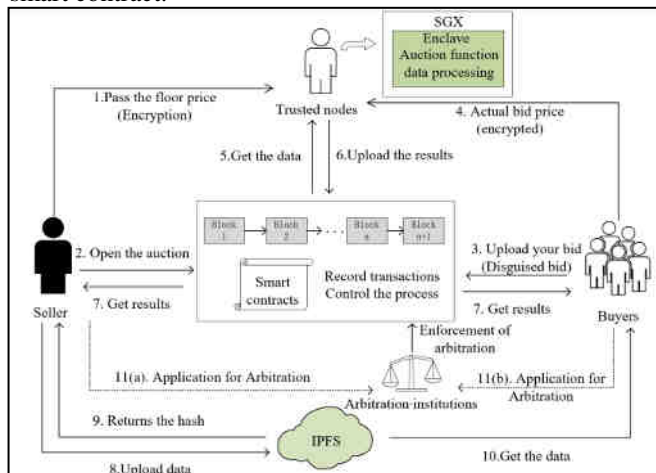 smart contract.
SGX
Enclave
Auction function
data processing
1.Pass the floor price
(Encryption)
Trusted nodes
4. Actual bid price
(encrypted)
5.Get the data
6.Upload the results
Block
1
Block
2
. . .
Block
n
Block
n+1
2. Open the auction
Smart
contracts
Record transactions
Control the process
3. Upload your bid
(Disguised bid)
7. Get results
7. Get results
Seller
Buyers
Enforcement of
arbitration
11(a). Application for Arbitration
11(b). Application for
Arbitration
Arbitration institutions
9. Returns the hash
IPFS
8.Upload data
10.Get the data